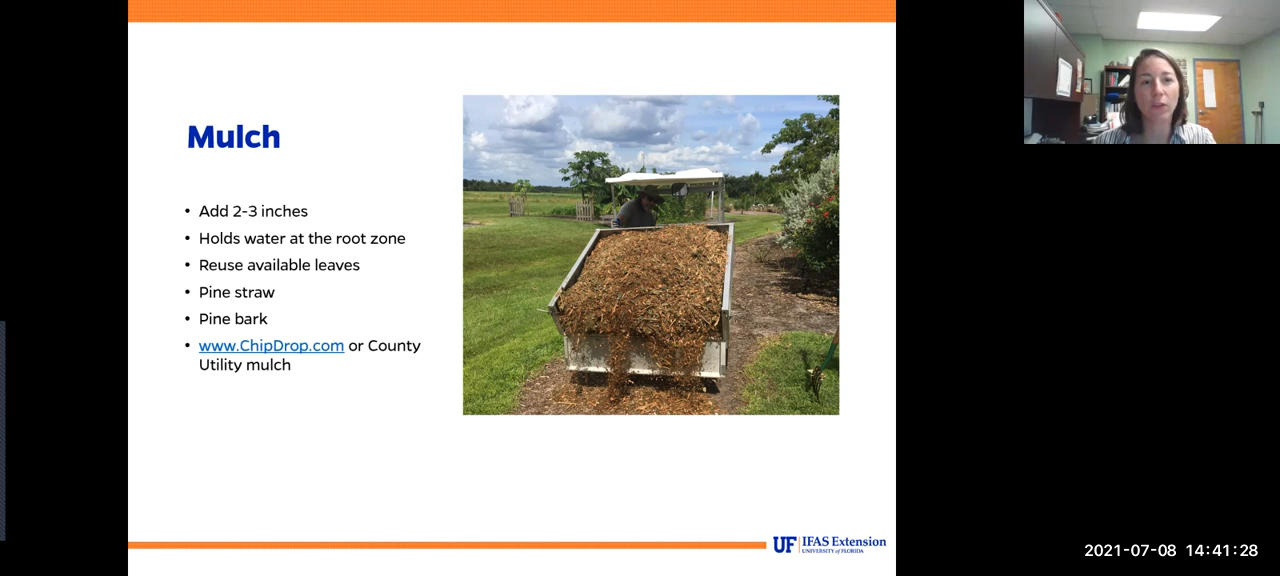 Mulch
• Add 2-3 inches
• Holds water at the root zone
• Reuse available leaves
• Pine straw
• Pine bark
• www.ChipDrop.com or County
Utility mulch
UF IFAS Extension
UNIVERSITY of FLORIDA
2021-07-08 14:41:28